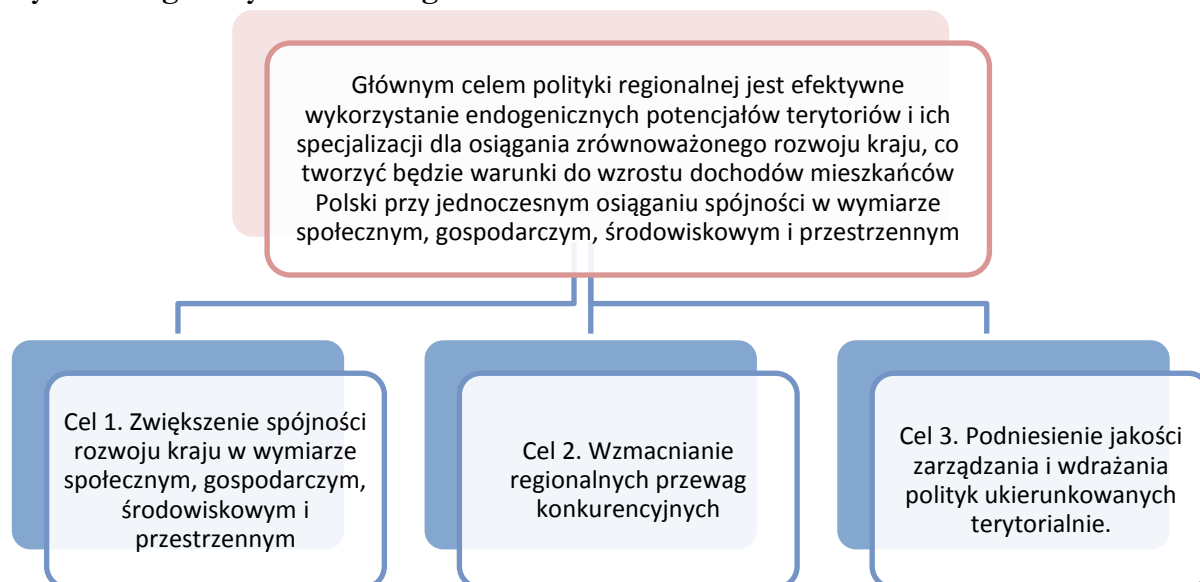 Głównym celem polityki regionalnej jest efektywne
wykorzystanie endogenicznych potencjałów terytoriów i ich
specjalizacji dla osiągania zrównoważonego rozwoju kraju, co
tworzyć będzie warunki do wzrostu dochodów mieszkańców
Polski przy jednoczesnym osiąganiu spójności w wymiarze
społecznym, gospodarczym, środowiskowym i przestrzennym
Cel 1. Zwiększenie spójności
rozwoju kraju w wymiarze
społecznym, gospodarczym,
środowiskowym i
przestrzennym
Cel 2. Wzmacnianie
regionalnych przewag
konkurencyjnych
Cel 3. Podniesienie jakości
zarządzania i wdrażania
polityk ukierunkowanych
terytorialnie.